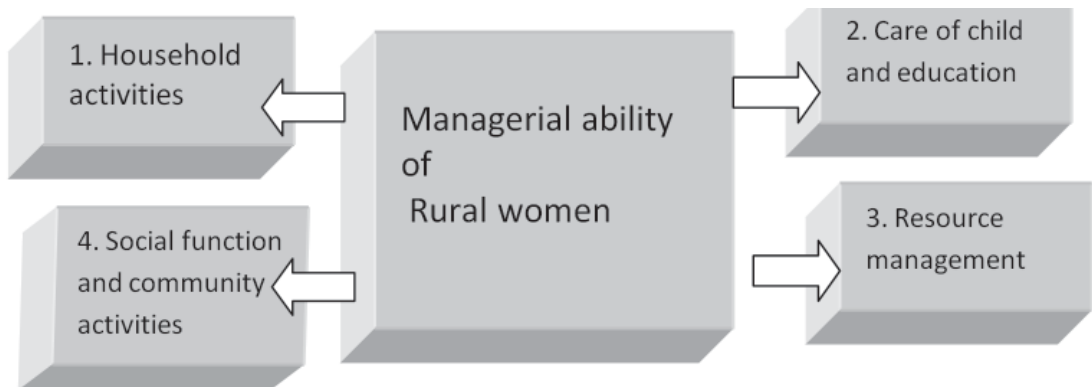 1. Household
activities
2. Care of child
and education
Managerial ability
of
Rural women
3. Resource
management
4. Social function
and community
activities